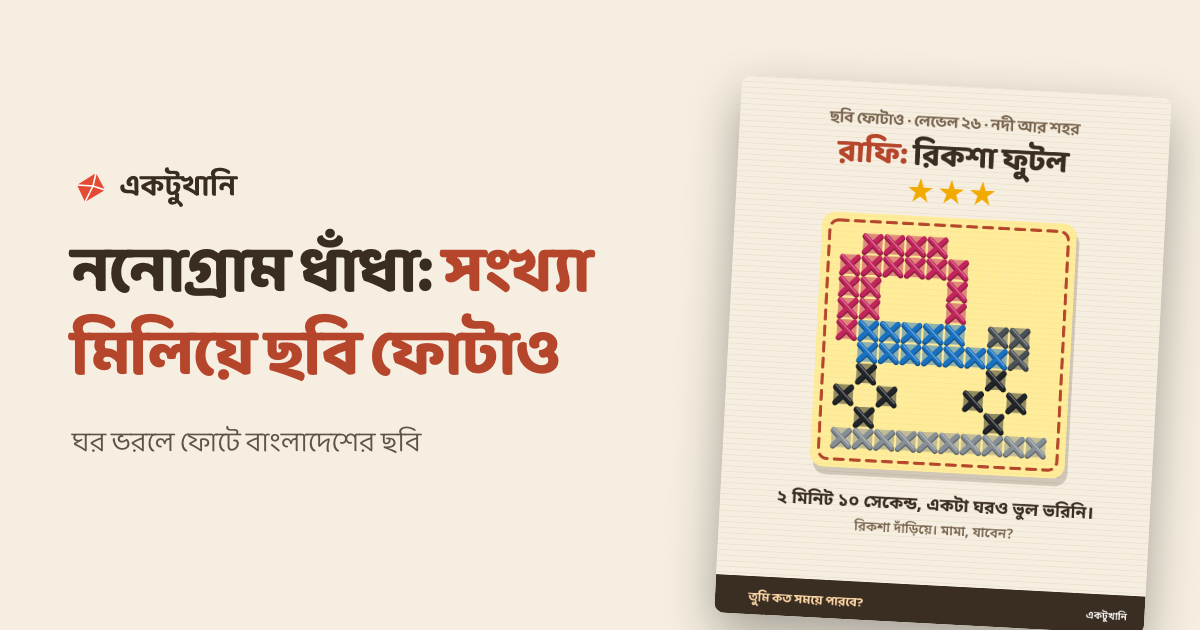 একটুখানি
ননোগ্রাম ধাঁধা: সংখ্যা
মিলিয়ে ছবি ফোটাও
ঘর ভরলে ফোটে বাংলাদেশের ছবি
ছবি ফোটাও · লেভেল ২৬ · নদী আর শহর
রাফি: রিকশা ফুটল
২ মিনিট ১০ সেকেন্ড, একটা ঘরও ভুল ভরিনি।
রিকশা দাঁড়িয়ে। মামা, যাবেন?
তুমি কত সময়ে পারবে?
একটুখানি